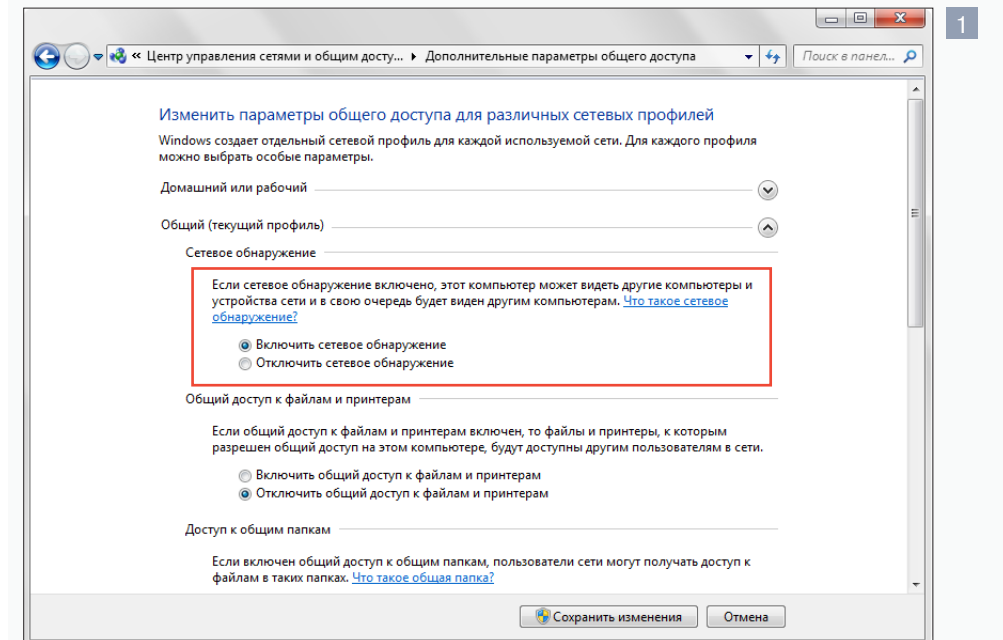 1
« Центр управления сетями и общим досту... Дополнительные параметры общего доступа Поиск в панел...
Изменить параметры общего доступа для различных сетевых профилей
Windows создает отдельный сетевой профиль для каждой используемой сети. Для каждого профиля
можно выбрать особые параметры.
Домашний или рабочий
Общий (текущий профиль)
Сетевое обнаружение
Если сетевое обнаружение включено, этот компьютер может видеть другие компьютеры и
устройства сети и в свою очередь будет виден другим компьютерам. Что такое сетевое
обнаружение?
Включить сетевое обнаружение
Отключить сетевое обнаружение
Общий доступ к файлам и принтерам
Если общий доступ к файлам и принтерам включен, то файлы и принтеры, к которым
разрешен общий доступ на этом компьютере, будут доступны другим пользователям в сети.
Включить общий доступ к файлам и принтерам
Отключить общий доступ к файлам и принтерам
Доступ к общим папкам
Если включен общий доступ к общим папкам, пользователи сети могут получать доступ к
файлам в таких папках. Что такое общая папка?
Сохранить изменения Отмена